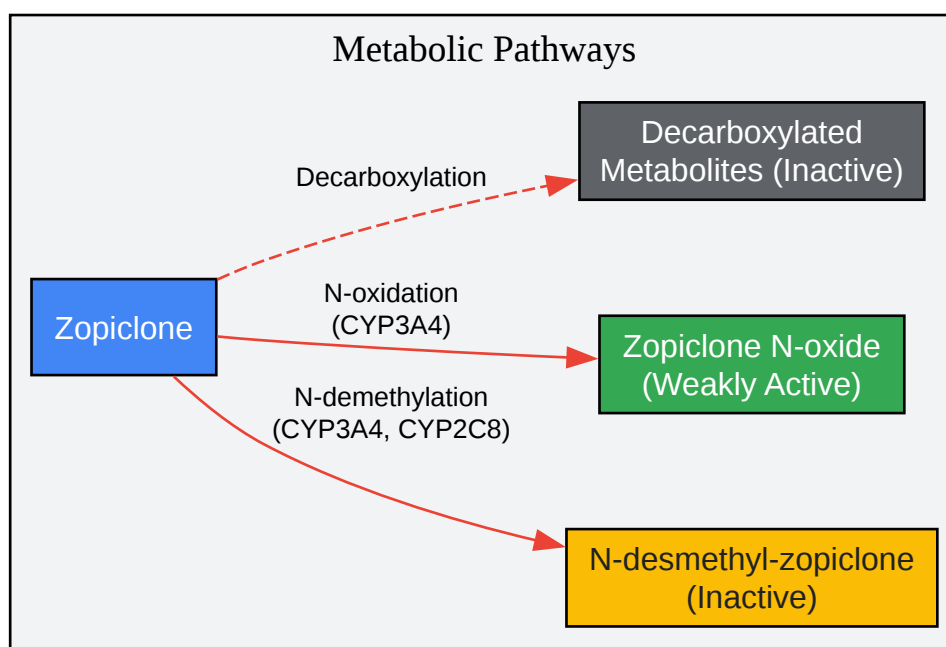 Metabolic Pathways
Decarboxylated
Metabolites (Inactive)
Decarboxylation
Zopiclone
N-oxidation
(CYP3A4)
Zopiclone N-oxide
(Weakly Active)
N-demethylation
(CYP3A4, CYP2C8)
N-desmethyl-zopiclone
(Inactive)